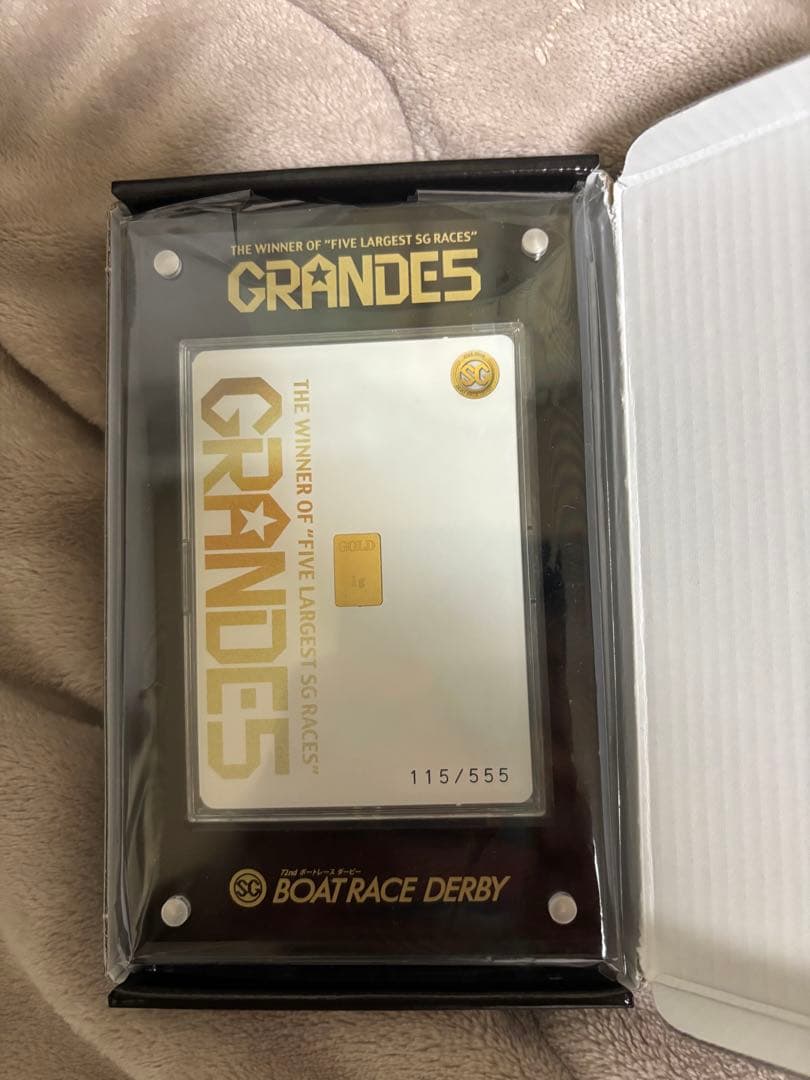 THE WINNER OF "FIVE LARGEST SG RACES"
GRANDE5
SG
THE WINNER OF "FIVE LARGEST SG RACES"
GRANDE5
GOLD
1g
115/555
72nd ボートレース ダービー
SG BOATRACE DERBY